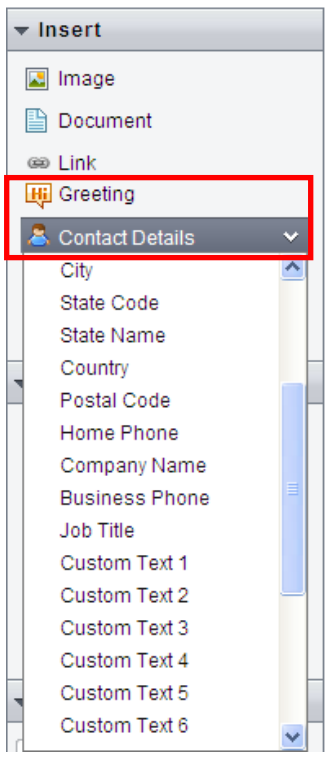 Insert
Image
Document
Link
Hi Greeting
Contact Details
City
State Code
State Name
Country
Postal Code
Home Phone
Company Name
Business Phone
Job Title
Custom Text 1
Custom Text 2
Custom Text 3
Custom Text 4
Custom Text 5
Custom Text 6